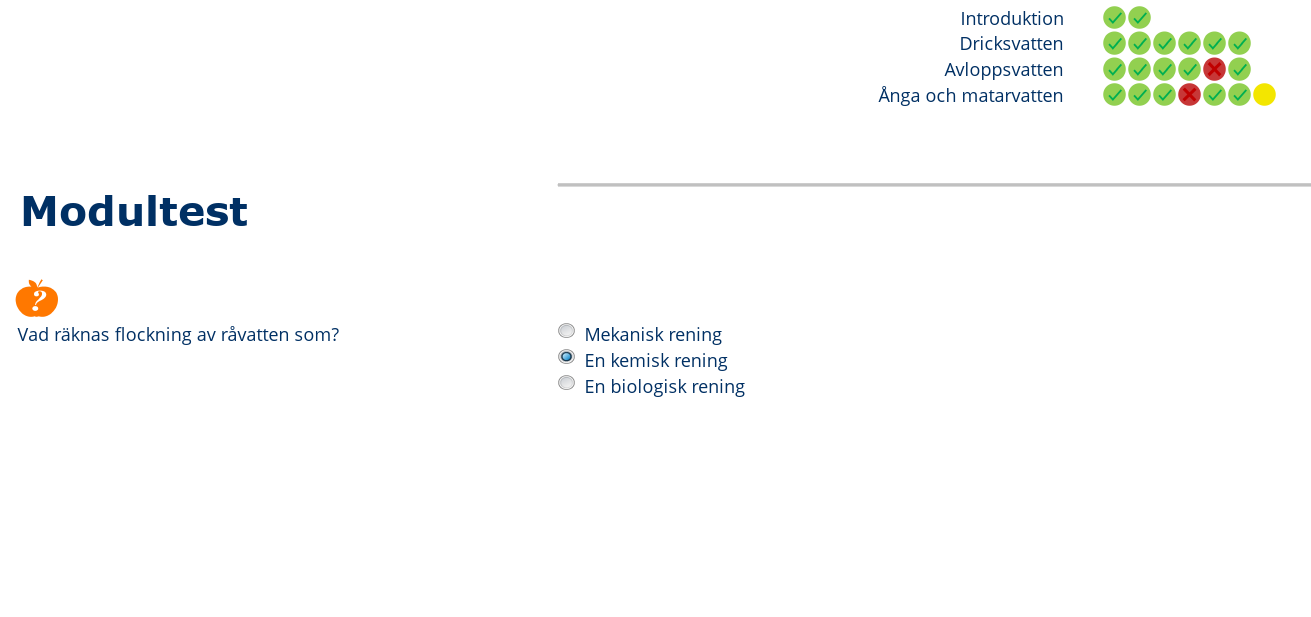 Introduktion
Dricksvatten
Avloppsvatten
Ånga och matarvatten
Modultest
?
Vad räknas flockning av råvatten som?
Mekanisk rening
En kemisk rening
En biologisk rening